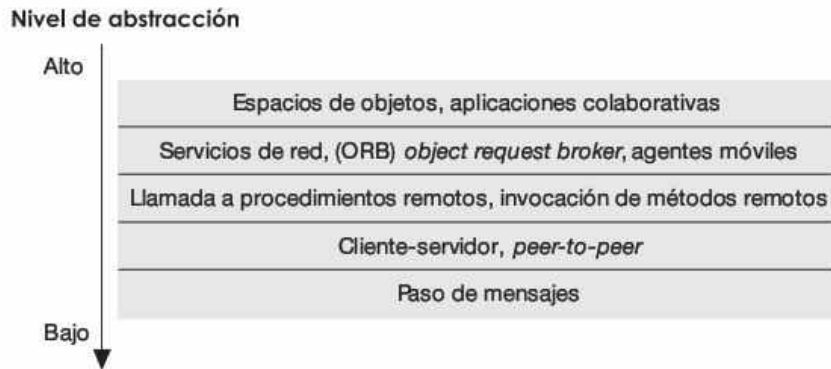 Nivel de abstracción
Alto
Espacios de objetos, aplicaciones colaborativas
Servicios de red, (ORB) object request broker, agentes móviles
Llamada a procedimientos remotos, invocación de métodos remotos
Cliente-servidor, peer-to-peer
Paso de mensajes
Bajo